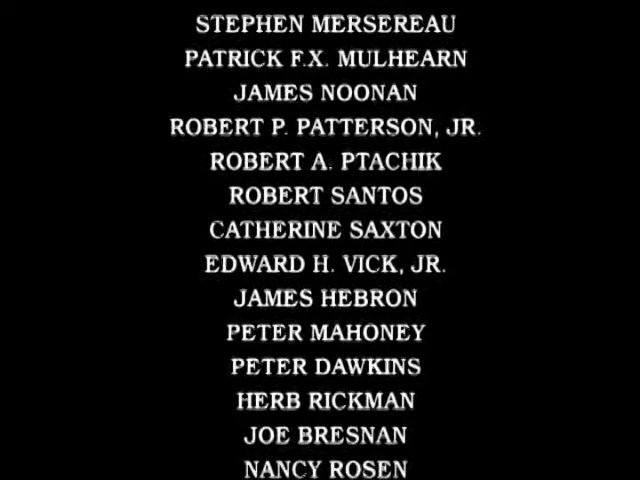 STEPHEN MERSEREAU
PATRICK F.X. MULHEARN
JAMES NOONAN
ROBERT P. PATTERSON, JR.
ROBERT A. PTACHIK
ROBERT SANTOS
CATHERINE SAXTON
EDWARD H. VICK, JR.
JAMES HEBRON
PETER MAHONEY
PETER DAWKINS
HERB RICKMAN
JOE BRESNAN
NANCY ROSEN